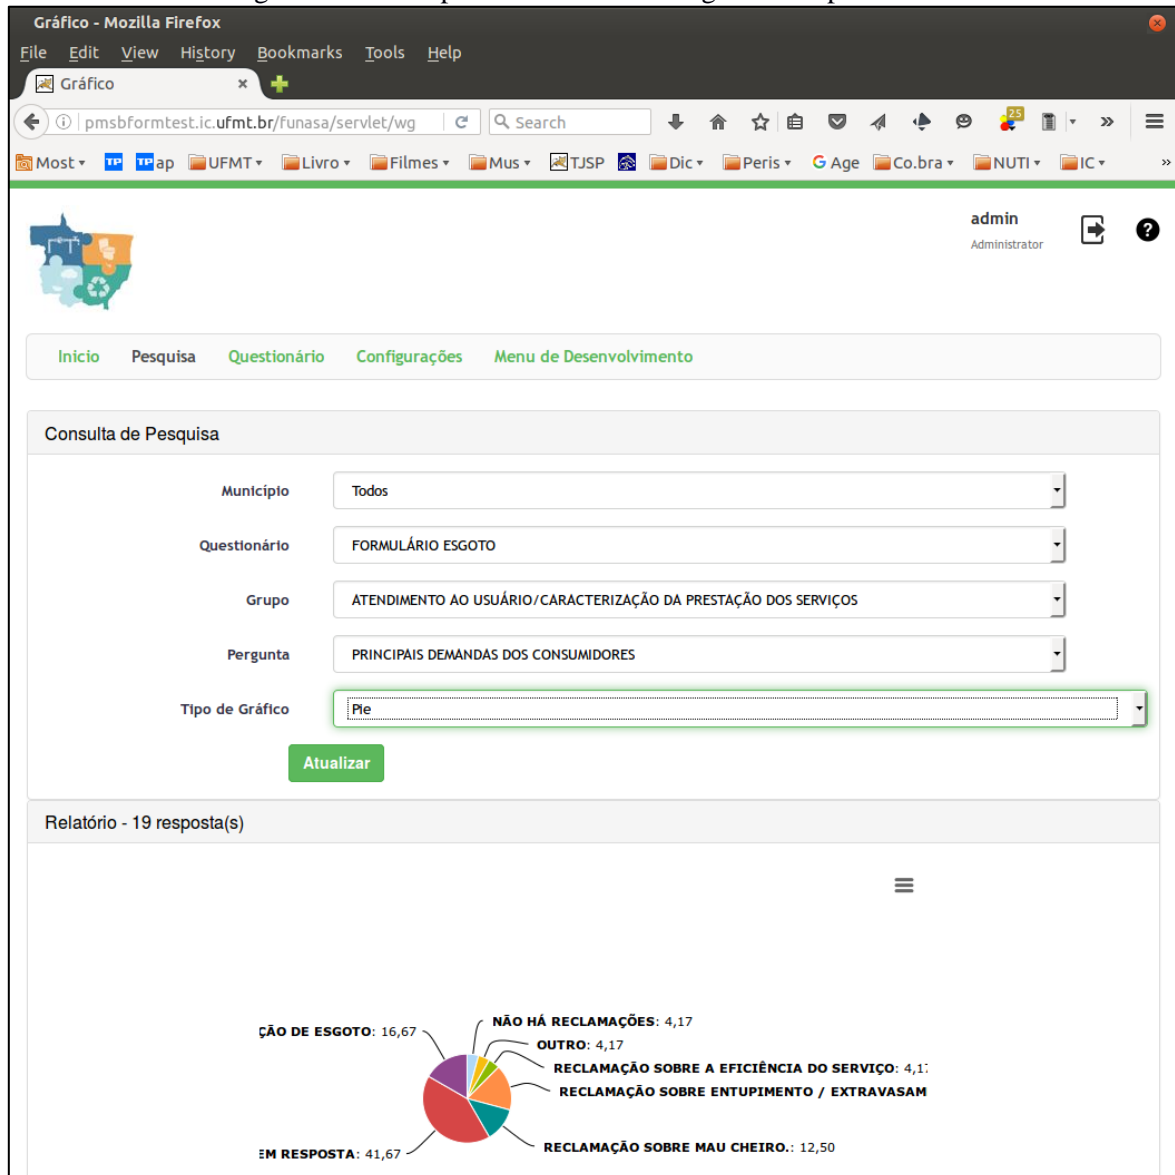 Gráfico - Mozilla Firefox
File Edit View History Bookmarks Tools Help
Gráfico
pmsbformtest.ic.ufmt.br/funasa/servlet/wg Search 25
Most TP TP ap UFMT Livro Filmes Mus TJSP Dic Peris G Age Co.bra NUTI IC »
admin
Administrator
Inicio Pesquisa Questionário Configurações Menu de Desenvolvimento
Consulta de Pesquisa
Município Todos
Questionário FORMULÁRIO ESGOTO
Grupo ATENDIMENTO AO USUÁRIO/CARACTERIZAÇÃO DA PRESTAÇÃO DOS SERVIÇOS
Pergunta PRINCIPAIS DEMANDAS DOS CONSUMIDORES
Tipo de Gráfico Pie
Atualizar
Relatório - 19 resposta(s)
NÃO HÁ RECLAMAÇÕES: 4,17
ÇÃO DE ESGOTO: 16,67
OUTRO: 4,17
RECLAMAÇÃO SOBRE A EFICIÊNCIA DO SERVIÇO: 4,17
RECLAMAÇÃO SOBRE ENTUPIMENTO / EXTRAVASAM
RECLAMAÇÃO SOBRE MAU CHEIRO.: 12,50
EM RESPOSTA: 41,67